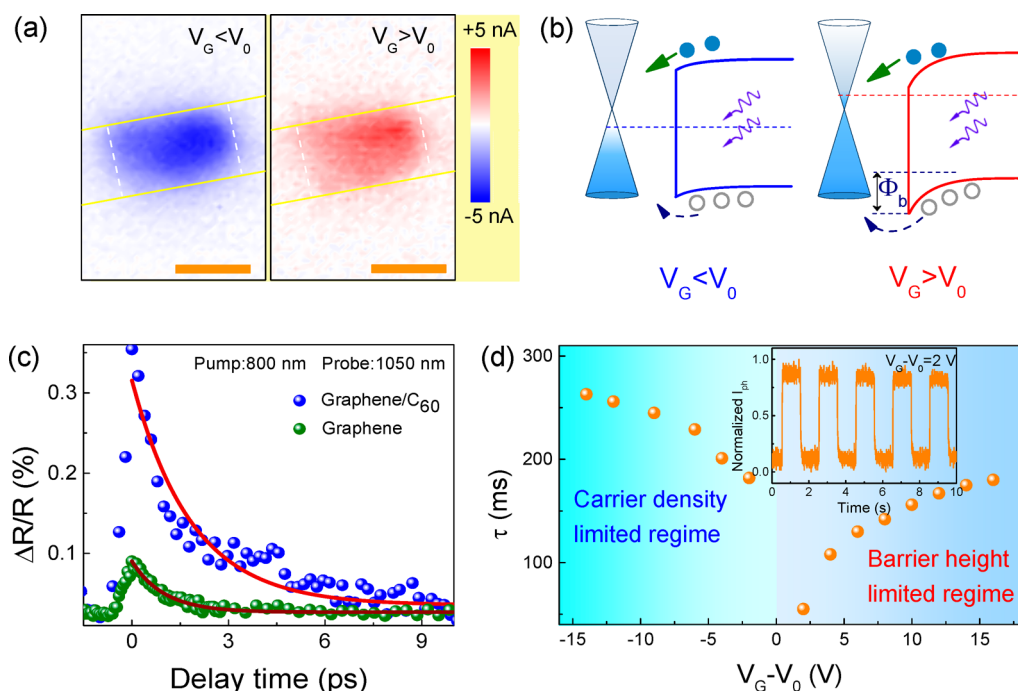 (a)
V_G<V_0
V_G>V_0
+5 nA
-5 nA
(b)
Φ_b
V_G<V_0
V_G>V_0
(c)
Pump:800 nm Probe:1050 nm
Graphene/C_60
Graphene
ΔR/R (%)
0.3
0.2
0.1
0
3
6
9
Delay time (ps)
(d)
τ (ms)
300
200
100
-15
-10
-5
0
5
10
15
V_G-V_0 (V)
Carrier density
limited regime
Barrier height
limited regime
V_G-V_0=2 V
Normalized I_ph
1.0
0.5
0.0
0 2 4 6 8 10
Time (s)